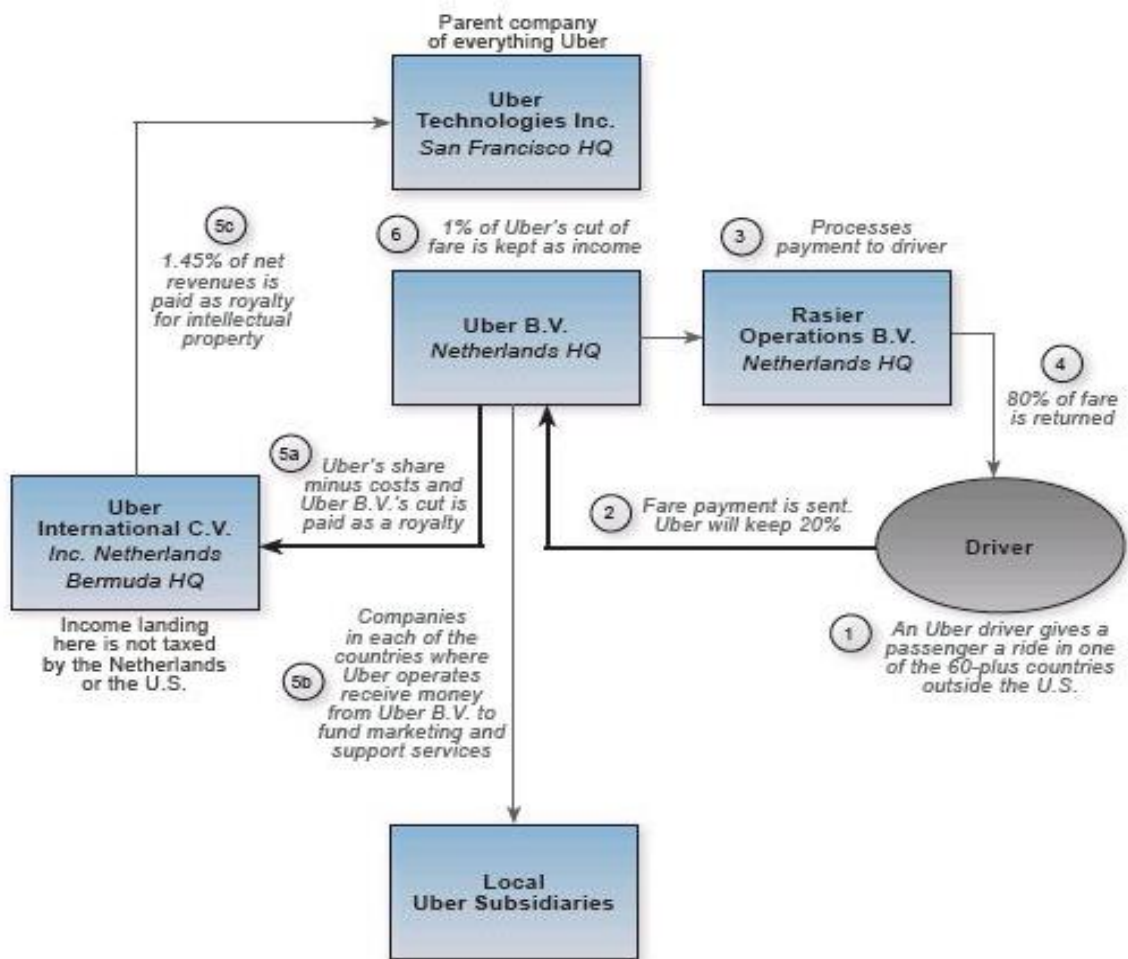 Parent company
of everything Uber
Uber
Technologies Inc.
San Francisco HQ
5c
1.45% of net
revenues is
paid as royalty
for intellectual
property
6
1% of Uber's cut of
fare is kept as income
3
Processes
payment to driver
Uber B.V.
Netherlands HQ
Rasier
Operations B.V.
Netherlands HQ
4
80% of fare
is returned
5a
Uber's share
minus costs and
Uber B.V.'s cut is
paid as a royalty
2
Fare payment is sent.
Uber will keep 20%
Uber
International C.V.
Inc. Netherlands
Bermuda HQ
Driver
Income landing
here is not taxed
by the Netherlands
or the U.S.
5b
Companies
in each of the
countries where
Uber operates
receive money
from Uber B.V. to
fund marketing and
support services
1
An Uber driver gives a
passenger a ride in one
of the 60-plus countries
outside the U.S.
Local
Uber Subsidiaries